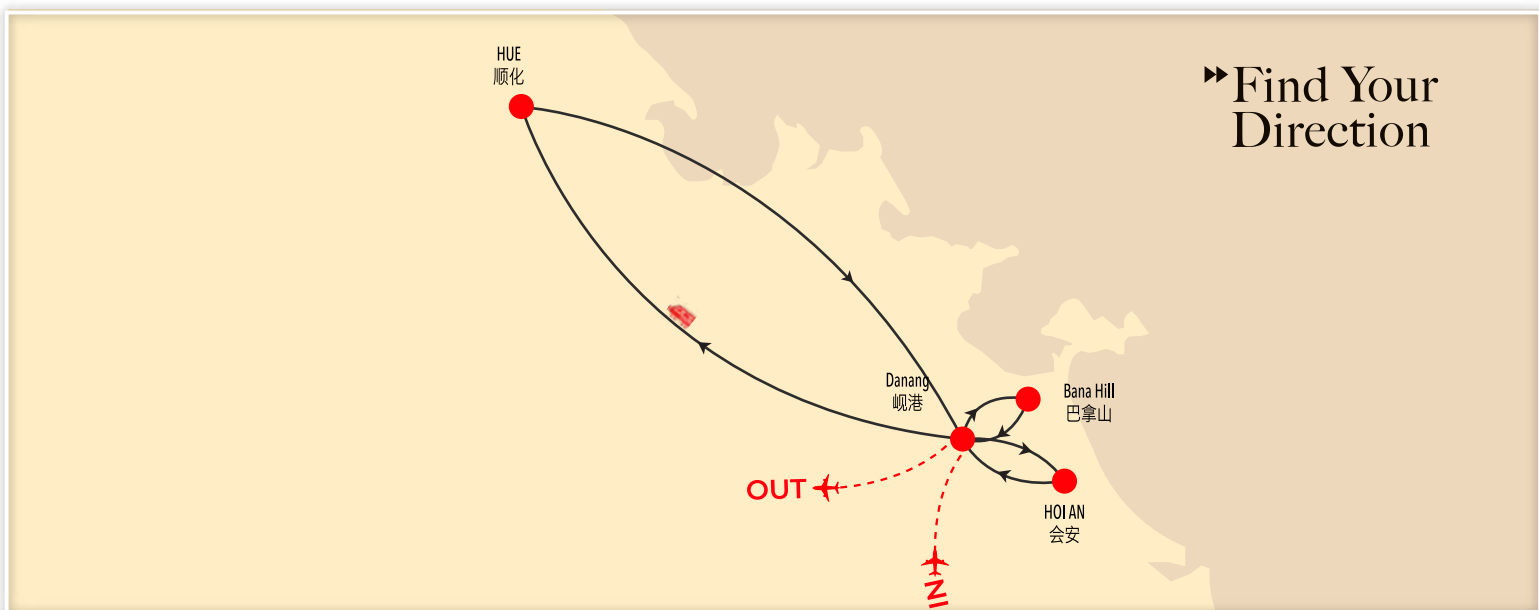 HUE
顺化
Find Your
Direction
Danang
岘港
Bana Hill
巴拿山
OUT
HOI AN
会安
IN